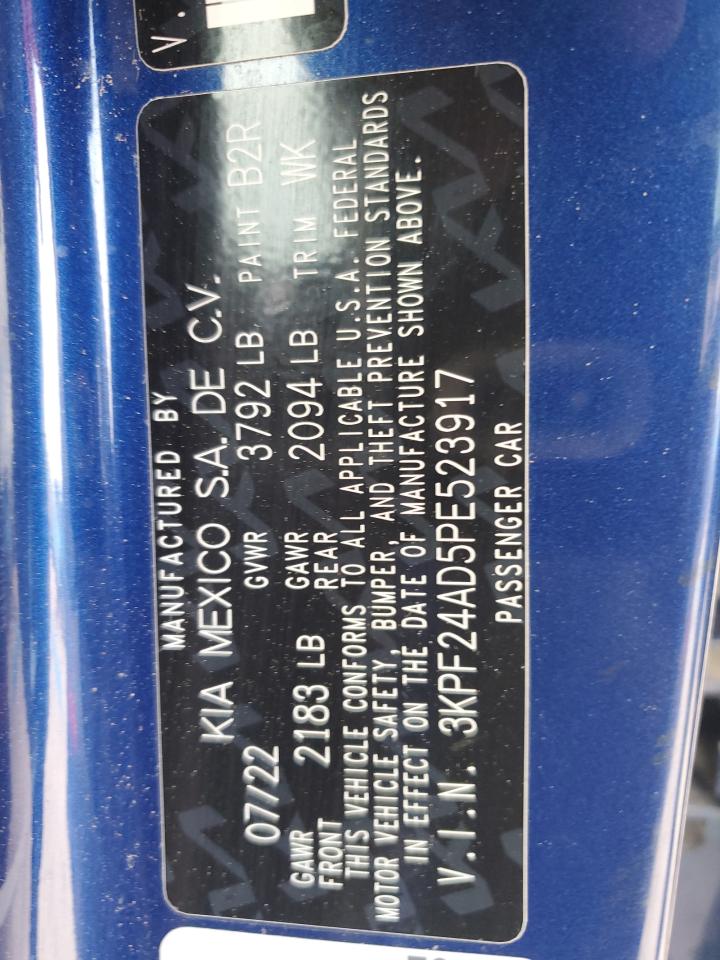 MANUFACTURED BY
KIA MEXICO S.A. DE C.V.
07/22 GVWR 3792 LB PAINT B2R
GAWR FRONT 2183 LB GAWR REAR 2094 LB TRIM WK
THIS VEHICLE CONFORMS TO ALL APPLICABLE U.S.A. FEDERAL
MOTOR VEHICLE SAFETY, BUMPER, AND THEFT PREVENTION STANDARDS
IN EFFECT ON THE DATE OF MANUFACTURE SHOWN ABOVE.
V.I.N. 3KPF24AD5PE523917
PASSENGER CAR
V.